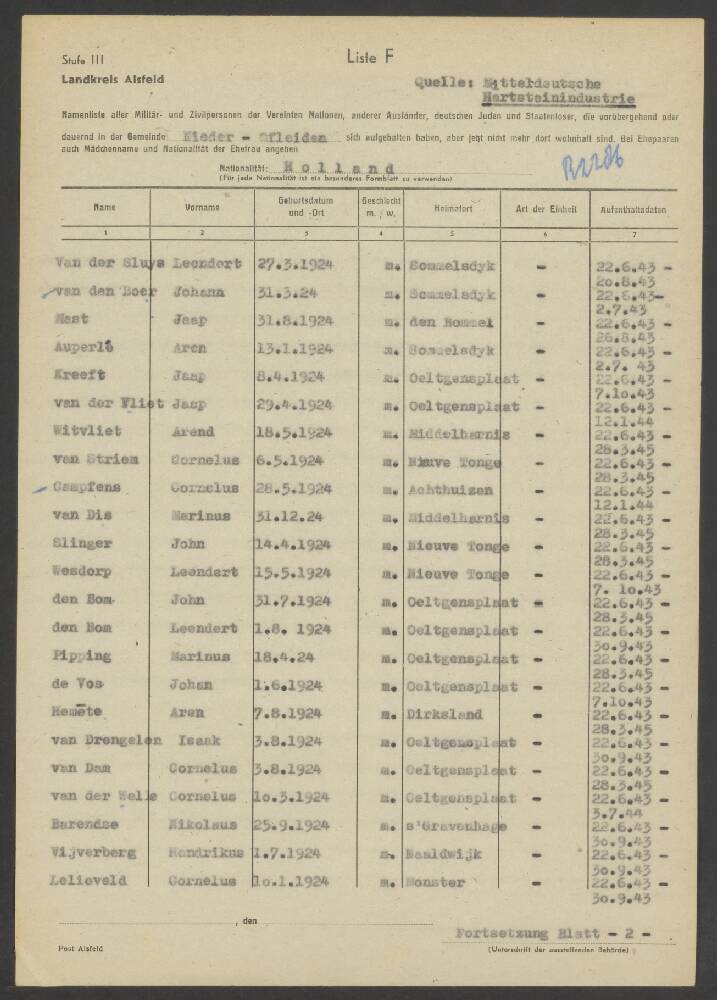 Stufe III
Liste F
Landkreis Alsfeld
Quelle: Mitteldeutsche
Hartsteinindustrie
Namenliste aller Militär- und Zivilpersonen der Vereinten Nationen, anderer Ausländer, deutschen Juden und Staatenloser, die vorübergehend oder
dauernd in der Gemeinde Nieder - Ofleiden sich aufgehalten haben, aber jetzt nicht mehr dort wohnhaft sind. Bei Ehepaaren
auch Mädchenname und Nationalität der Ehefrau angeben
Nationalität: Holland
(Für jede Nationalität ist ein besonderes Formblatt zu verwenden)
Name Vorname Geburtsdatum und -Ort Geschlecht m. / w. Heimatort Art der Einheit Aufenthaltsdaten
1 2 3 4 5 6 7
Van der Sluys Leendert 27.3.1924 m. Sommelsdyk - 22.6.43 -
20.8.43
van den Boer Johann 31.3.24 m. Sommelsdyk - 22.6.43-
2.7.43
Mast Jaap 31.8.1924 m. den Bommel - 22.6.43 -
26.8.43
Auperlé Aren 13.1.1924 m. Sommelsdyk - 22.6.43 -
2.7. 43
Kreeft Jaap 8.4.1924 m. Oeltgensplaat - 22.6.43 -
7.10.43
van der Vliet Jaap 29.4.1924 m. Oeltgensplaat - 22.6.43 -
12.1.44
Witvliet Arend 18.5.1924 m. Middelharnis - 22.6.43 -
28.3.45
van Striem Cornelus 6.5.1924 m. Nieuve Tonge - 22.6.43 -
28.3.45
Campfens Cornelus 28.5.1924 m. Achthuizen - 22.6.43 -
12.1.44
van Dis Marinus 31.12.24 m. Middelharnis - 22.6.43 -
28.3.45
Slinger John 14.4.1924 m. Nieuve Tonge - 22.6.43 -
28.3.45
Wesdorp Leendert 15.5.1924 m. Nieuve Tonge - 22.6.43 -
7. 10.43
den Bom John 31.7.1924 m. Oeltgensplaat - 22.6.43 -
28.3.45
den Bom Leendert 1.8. 1924 m. Oeltgensplaat - 22.6.43 -
30.9.43
Pipping Marinus 18.4.24 m. Oeltgensplaat - 22.6.43 -
28.3.45
de Vos Johan 1.6.1924 m. Oeltgensplaat - 22.6.43 -
7.10.43
Hemēte Aren 7.8.1924 m. Dirksland - 22.6.43 -
28.3.45
van Drongelen Isaak 3.8.1924 m. Oeltgensplaat - 22.6.43 -
30.9.43
van Dam Cornelus 3.8.1924 m. Oeltgensplaat - 22.6.43 -
28.3.45
van der Welle Cornelus 10.3.1924 m. Oeltgensplaat - 22.6.43 -
3.7.44
Barendse Nikolaus 25.9.1924 m. s'Gravenhage - 22.6.43 -
30.9.43
Vijverberg Hendrikus 1.7.1924 m. Naaldwijk - 22.6.43 -
30.9.43
Lelieveld Cornelus 10.1.1924 m. Monster - 22.6.43 -
30.9.43
, den
Fortsetzung Blatt - 2 -
Post Alsfeld
(Unterschrift der ausstellenden Behörde)